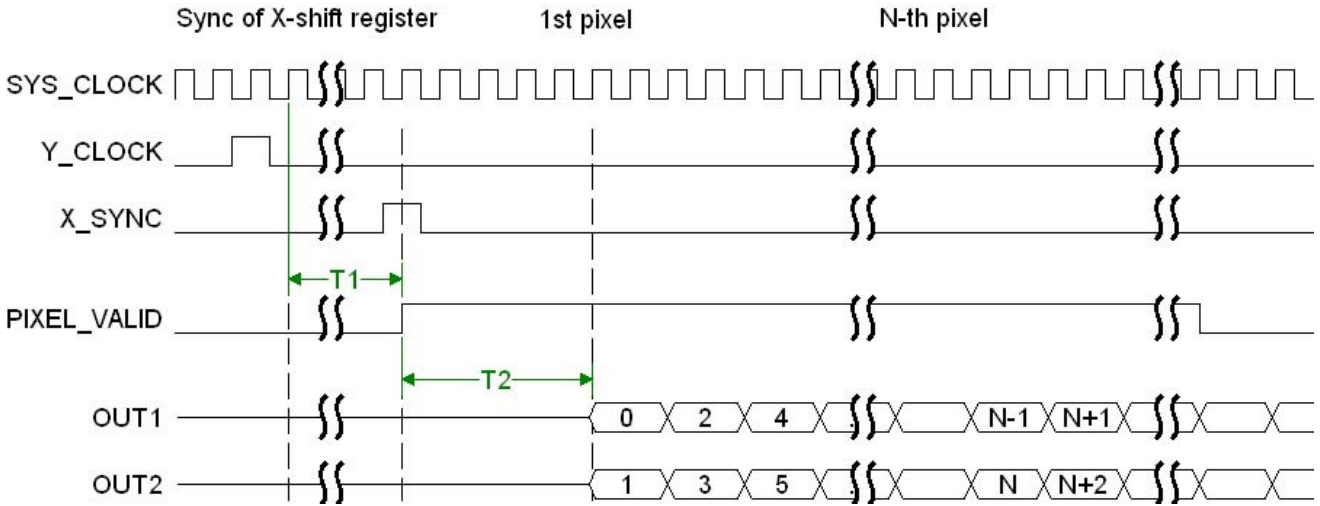 Sync of X-shift register 1st pixel N-th pixel
SYS_CLOCK
Y_CLOCK
X_SYNC
T1
PIXEL_VALID
T2
OUT1 0 2 4 N-1 N+1
OUT2 1 3 5 N N+2